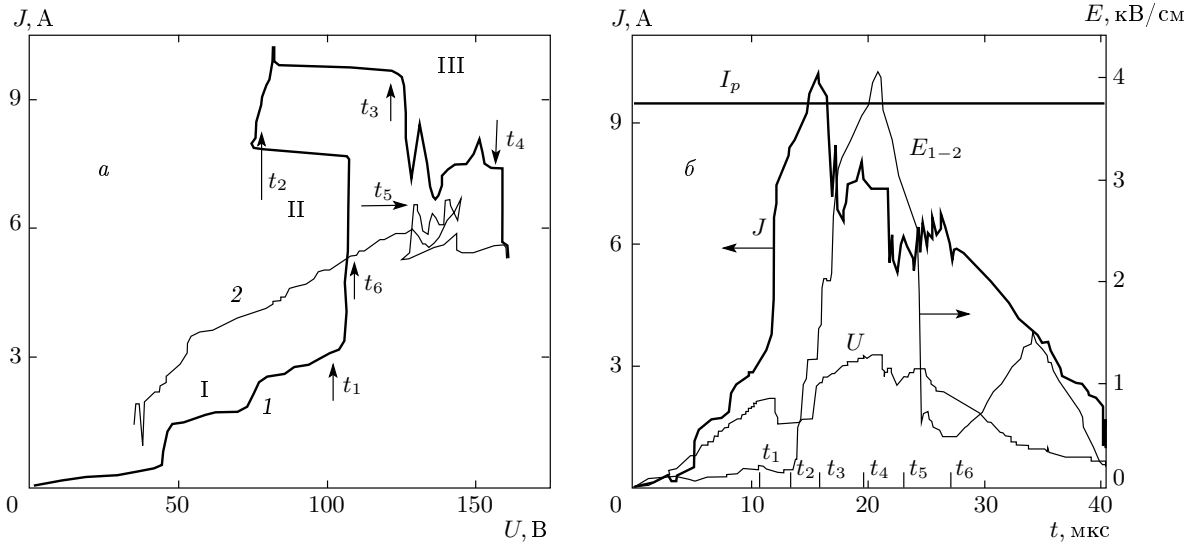 J, А
9
6
3
0
50
100
150
U, В
а
I
II
III
1
2
t₁
t₂
t₃
t₄
t₅
t₆
J, А
E, кВ/см
9
6
3
0
4
3
2
1
0
I_p
б
E₁₋₂
J
U
t₁
t₂
t₃
t₄
t₅
t₆
10
20
30
40
t, мкс